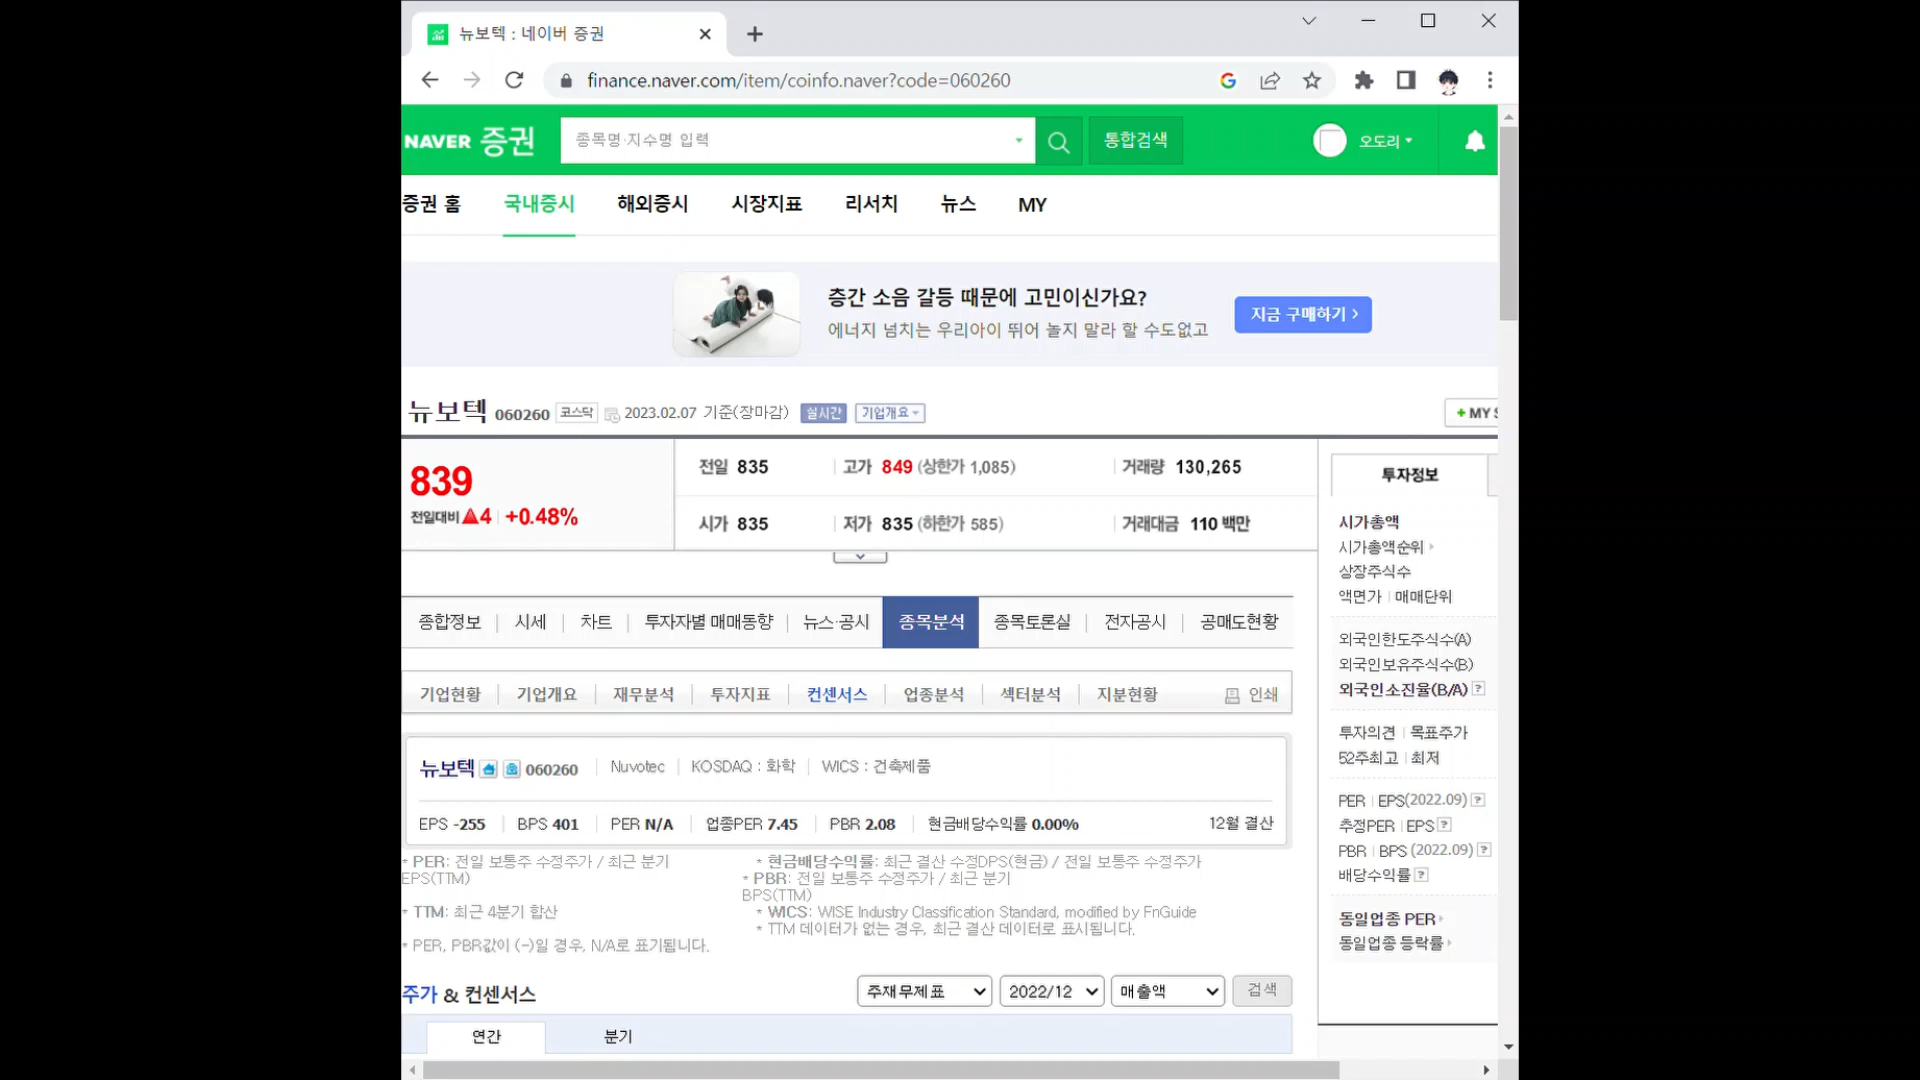 뉴보텍 : 네이버 증권
finance.naver.com/item/coinfo.naver?code=060260
NAVER 증권
종목명·지수명 입력
통합검색
오도리
증권 홈 국내증시 해외증시 시장지표 리서치 뉴스 MY
층간 소음 갈등 때문에 고민이신가요?
에너지 넘치는 우리아이 뛰어 놀지 말라 할 수도없고
지금 구매하기
뉴보텍 060260 코스닥 2023.02.07 기준(장마감) 실시간 기업개요
+ MY
839
전일대비 ▲4 | +0.48%
전일 835 고가 849 (상한가 1,085) 거래량 130,265
시가 835 저가 835 (하한가 585) 거래대금 110 백만
종합정보 시세 차트 투자자별 매매동향 뉴스·공시 종목분석 종목토론실 전자공시 공매도현황
기업현황 기업개요 재무분석 투자지표 컨센서스 업종분석 섹터분석 지분현황 인쇄
뉴보텍 060260 Nuvotec KOSDAQ : 화학 WICS : 건축제품
EPS -255 BPS 401 PER N/A 업종PER 7.45 PBR 2.08 현금배당수익률 0.00% 12월 결산
* PER: 전일 보통주 수정주가 / 최근 분기
EPS(TTM)
* TTM: 최근 4분기 합산
* PER, PBR값이 (-)일 경우, N/A로 표기됩니다.
* 현금배당수익률: 최근 결산 수정DPS(현금) / 전일 보통주 수정주가
* PBR: 전일 보통주 수정주가 / 최근 분기
BPS(TTM)
* WICS: WISE Industry Classification Standard, modified by FnGuide
* TTM 데이터가 없는 경우, 최근 결산 데이터로 표시됩니다.
주가 & 컨센서스
주재무제표 2022/12 매출액 검색
연간 분기
투자정보
시가총액
시가총액순위
상장주식수
액면가 | 매매단위
외국인한도주식수(A)
외국인보유주식수(B)
외국인소진율(B/A) ?
투자의견 | 목표주가
52주최고 | 최저
PER | EPS(2022.09) ?
추정PER | EPS ?
PBR | BPS (2022.09) ?
배당수익률 ?
동일업종 PER
동일업종 등락률